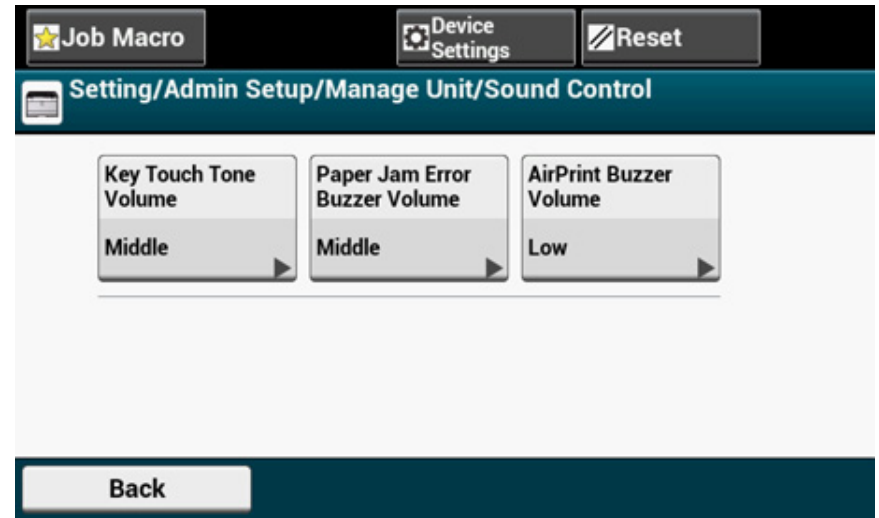 Job Macro
Device
Settings
Reset
Setting/Admin Setup/Manage Unit/Sound Control
Key Touch Tone
Volume
Middle
Paper Jam Error
Buzzer Volume
Middle
AirPrint Buzzer
Volume
Low
Back